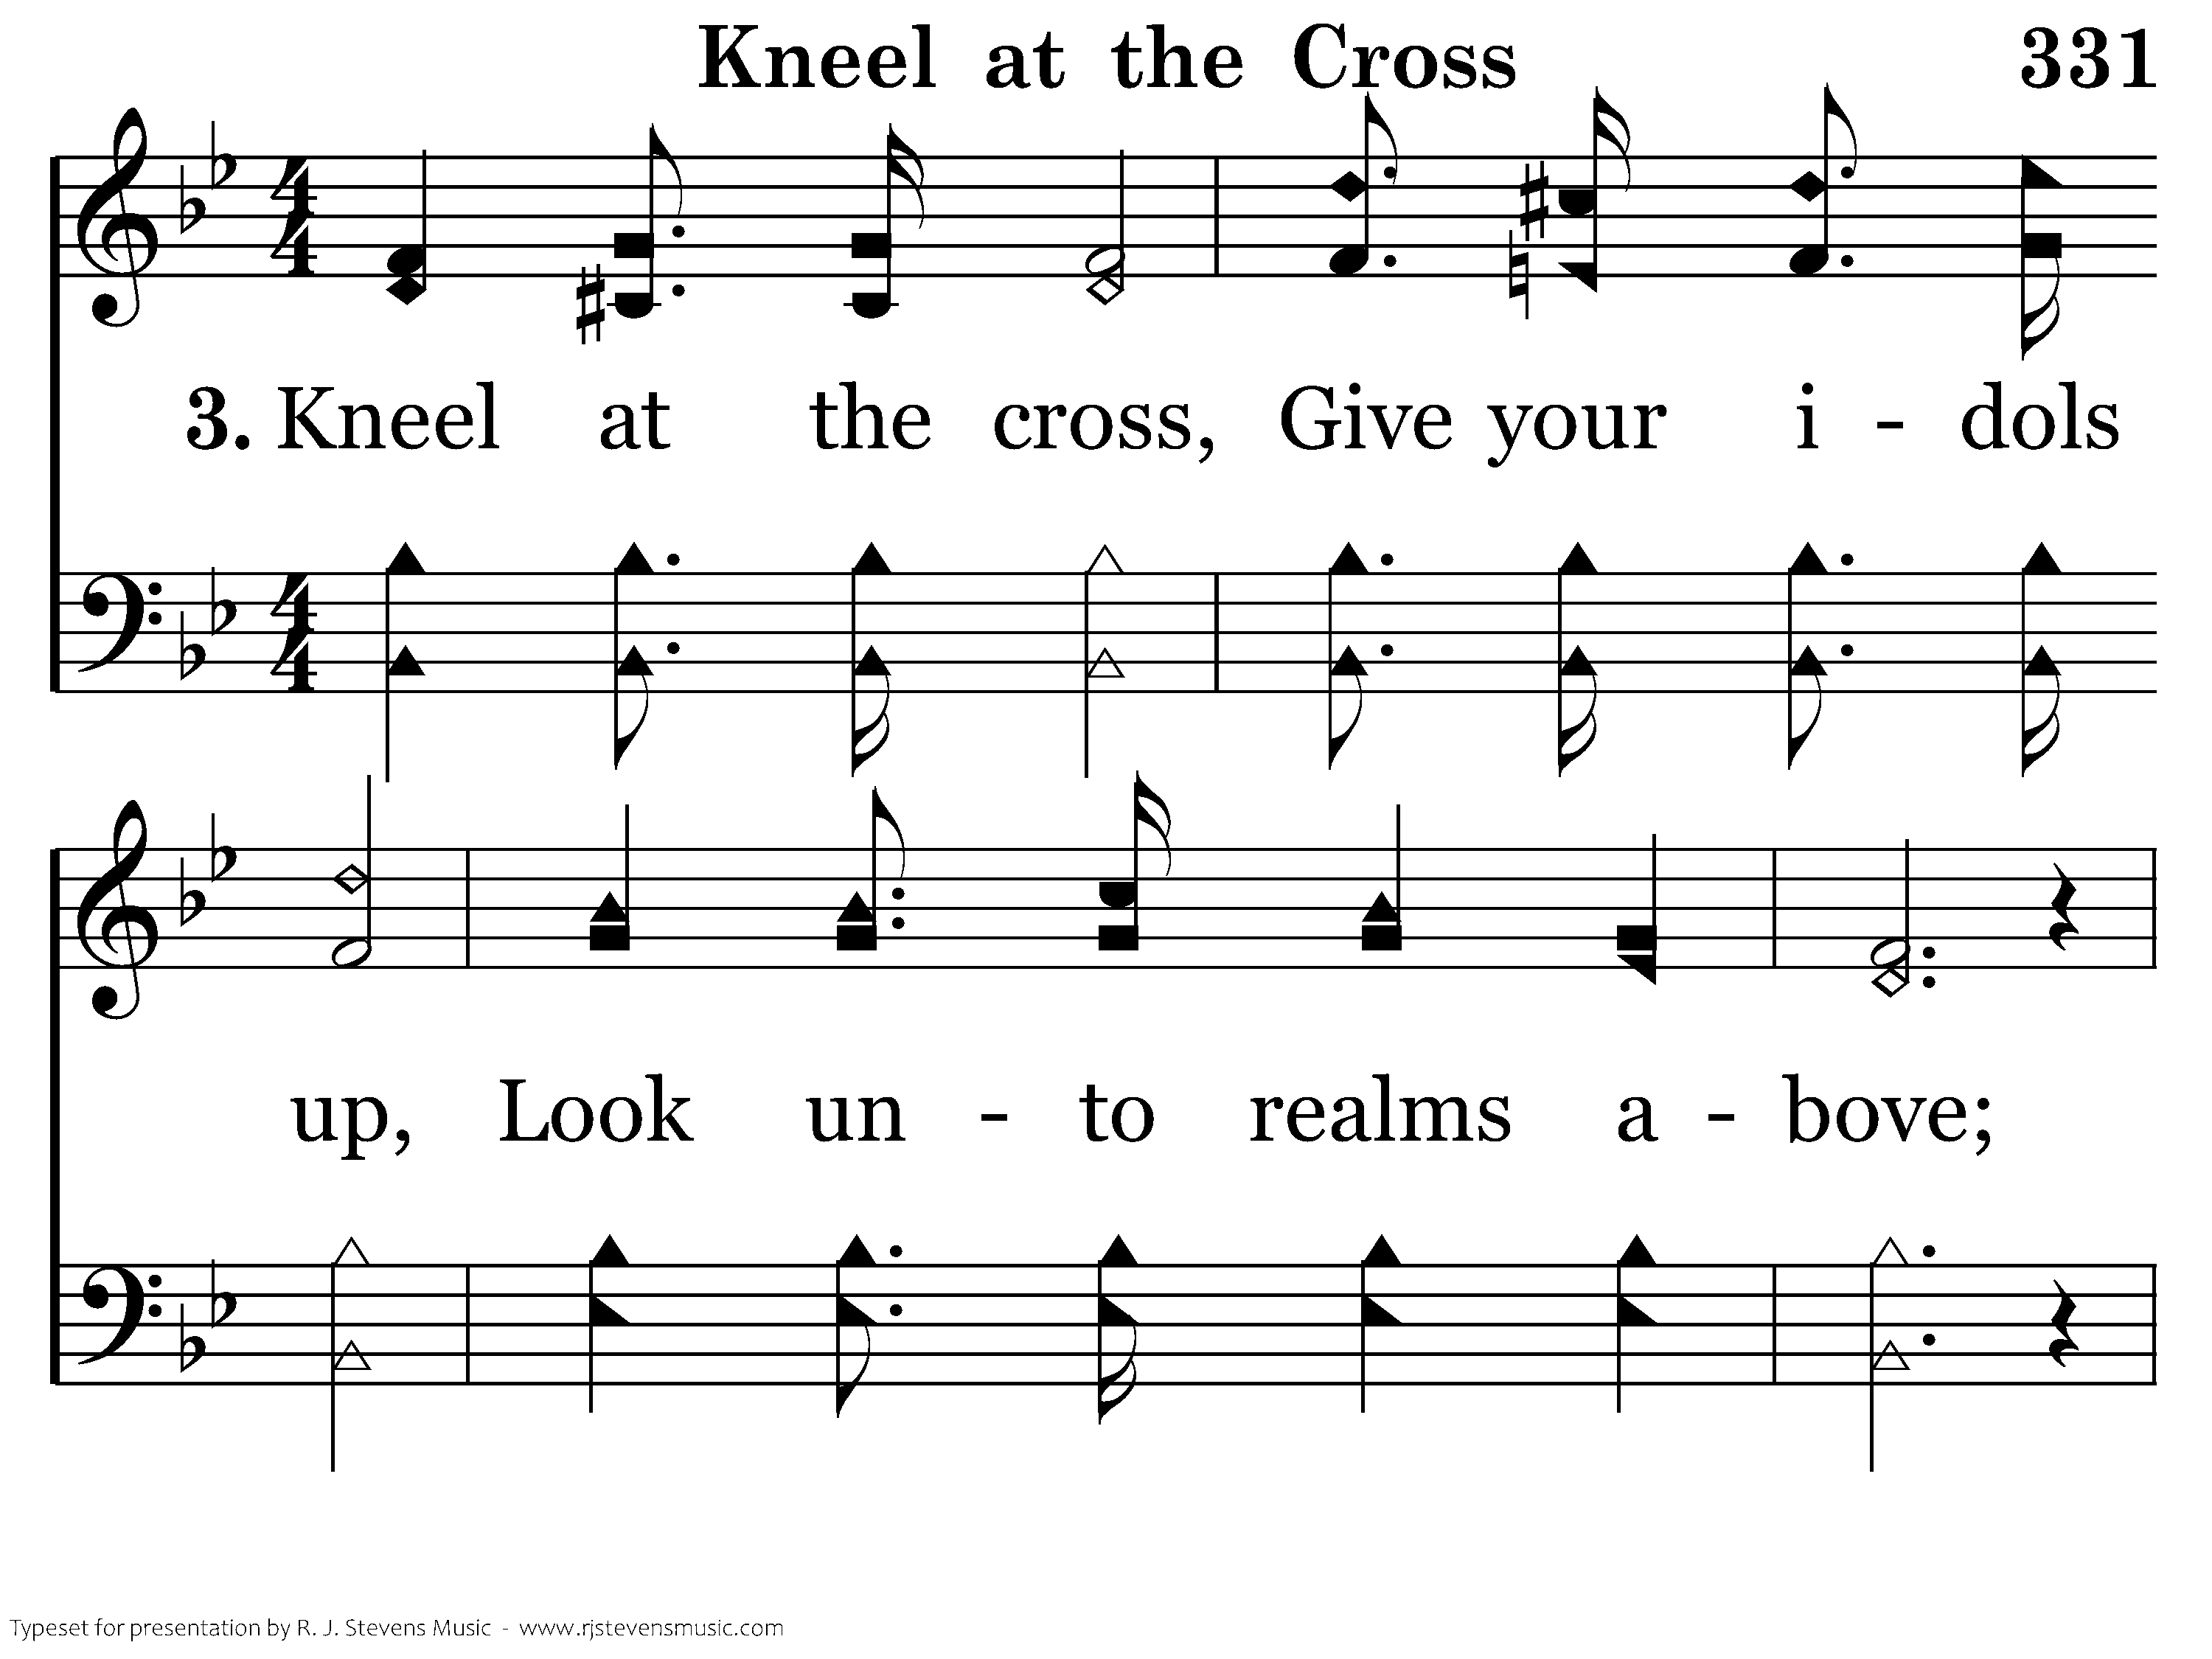 Kneel at the Cross 331
3. Kneel at the cross, Give your i - dols
up, Look un - to realms a - bove;
Typeset for presentation by R. J. Stevens Music - www.rjstevensmusic.com